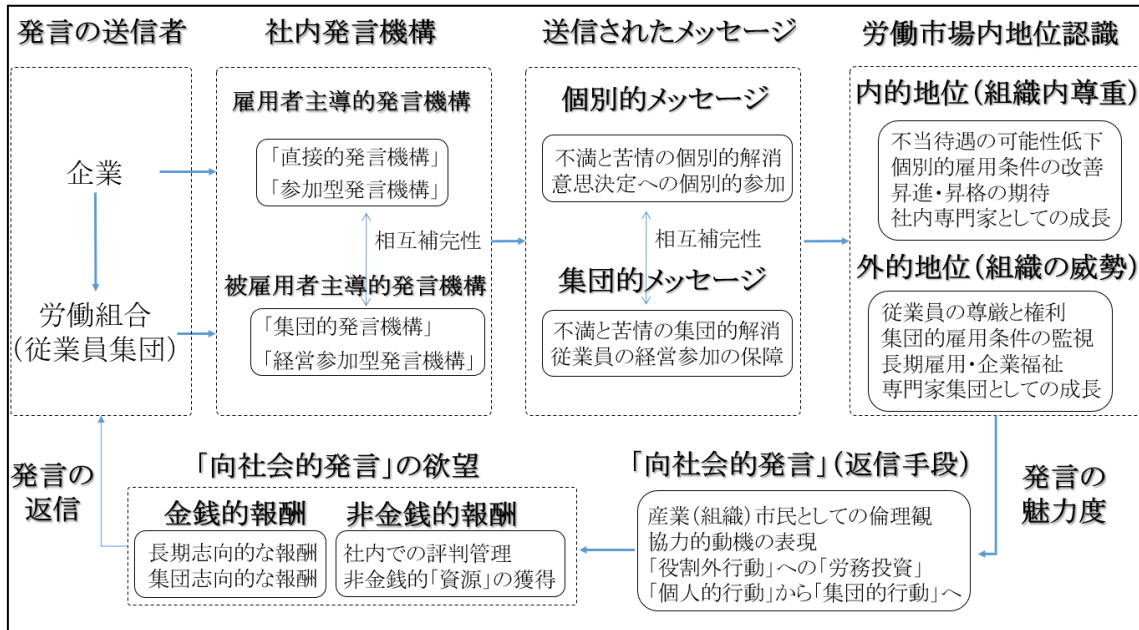 発言の送信者
社内発言機構
送信されたメッセージ
労働市場内地位認識
企業
労働組合
(従業員集団)
雇用者主導的発言機構
「直接的発言機構」
「参加型発言機構」
相互補完性
被雇用者主導的発言機構
「集団的発言機構」
「経営参加型発言機構」
個別的メッセージ
不満と苦情の個別的解消
意思決定への個別的参加
相互補完性
集団的メッセージ
不満と苦情の集団的解消
従業員の経営参加の保障
内的地位(組織内尊重)
不当待遇の可能性低下
個別的雇用条件の改善
昇進・昇格の期待
社内専門家としての成長
外的地位(組織の威勢)
従業員の尊厳と権利
集団的雇用条件の監視
長期雇用・企業福祉
専門家集団としての成長
発言の
魅力度
「向社会的発言」(返信手段)
産業(組織)市民としての倫理観
協力的動機の表現
「役割外行動」への「労務投資」
「個人的行動」から「集団的行動」へ
「向社会的発言」の欲望
金銭的報酬
長期志向的な報酬
集団志向的な報酬
非金銭的報酬
社内での評判管理
非金銭的「資源」の獲得
発言の
返信